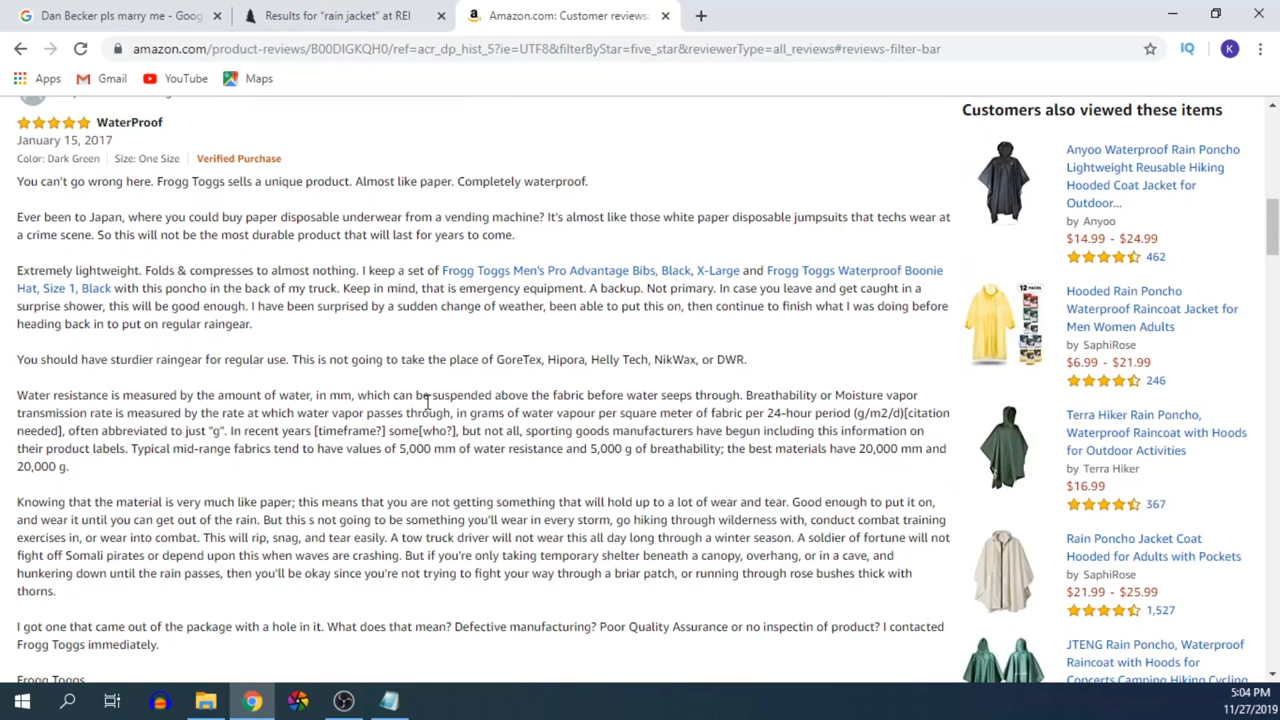 Dan Becker pls marry me - Goog
Results for "rain jacket" at REI
Amazon.com: Customer reviews:
amazon.com/product-reviews/B00DIGKQH0/ref=acr_dp_hist_5?ie=UTF8&filterByStar=five_star&reviewerType=all_reviews#reviews-filter-bar
IQ
K
Apps
Gmail
YouTube
Maps
WaterProof
January 15, 2017
Color: Dark Green | Size: One Size | Verified Purchase
You can't go wrong here. Frogg Toggs sells a unique product. Almost like paper. Completely waterproof.
Ever been to Japan, where you could buy paper disposable underwear from a vending machine? It's almost like those white paper disposable jumpsuits that techs wear at
a crime scene. So this will not be the most durable product that will last for years to come.
Extremely lightweight. Folds & compresses to almost nothing. I keep a set of Frogg Toggs Men's Pro Advantage Bibs, Black, X-Large and Frogg Toggs Waterproof Boonie
Hat, Size 1, Black with this poncho in the back of my truck. Keep in mind, that is emergency equipment. A backup. Not primary. In case you leave and get caught in a
surprise shower, this will be good enough. I have been surprised by a sudden change of weather, been able to put this on, then continue to finish what I was doing before
heading back in to put on regular raingear.
You should have sturdier raingear for regular use. This is not going to take the place of GoreTex, Hipora, Helly Tech, NikWax, or DWR.
Water resistance is measured by the amount of water, in mm, which can be suspended above the fabric before water seeps through. Breathability or Moisture vapor
transmission rate is measured by the rate at which water vapor passes through, in grams of water vapour per square meter of fabric per 24-hour period (g/m2/d)[citation
needed], often abbreviated to just "g". In recent years [timeframe?] some[who?], but not all, sporting goods manufacturers have begun including this information on
their product labels. Typical mid-range fabrics tend to have values of 5,000 mm of water resistance and 5,000 g of breathability; the best materials have 20,000 mm and
20,000 g.
Knowing that the material is very much like paper; this means that you are not getting something that will hold up to a lot of wear and tear. Good enough to put it on,
and wear it until you can get out of the rain. But this s not going to be something you'll wear in every storm, go hiking through wilderness with, conduct combat training
exercises in, or wear into combat. This will rip, snag, and tear easily. A tow truck driver will not wear this all day long through a winter season. A soldier of fortune will not
fight off Somali pirates or depend upon this when waves are crashing. But if you're only taking temporary shelter beneath a canopy, overhang, or in a cave, and
hunkering down until the rain passes, then you'll be okay since you're not trying to fight your way through a briar patch, or running through rose bushes thick with
thorns.
I got one that came out of the package with a hole in it. What does that mean? Defective manufacturing? Poor Quality Assurance or no inspectin of product? I contacted
Frogg Toggs immediately.
Frogg Toggs
Customers also viewed these items
Anyoo Waterproof Rain Poncho
Lightweight Reusable Hiking
Hooded Coat Jacket for
Outdoor...
by Anyoo
$14.99 - $24.99
462
12 PACKS
Hooded Rain Poncho
Waterproof Raincoat Jacket for
Men Women Adults
by SaphiRose
$6.99 - $21.99
246
Terra Hiker Rain Poncho,
Waterproof Raincoat with Hoods
for Outdoor Activities
by Terra Hiker
$16.99
367
Rain Poncho Jacket Coat
Hooded for Adults with Pockets
by SaphiRose
$21.99 - $25.99
1,527
JTENG Rain Poncho, Waterproof
Raincoat with Hoods for
Concerts Camping Hiking Cycling
5:04 PM
11/27/2019